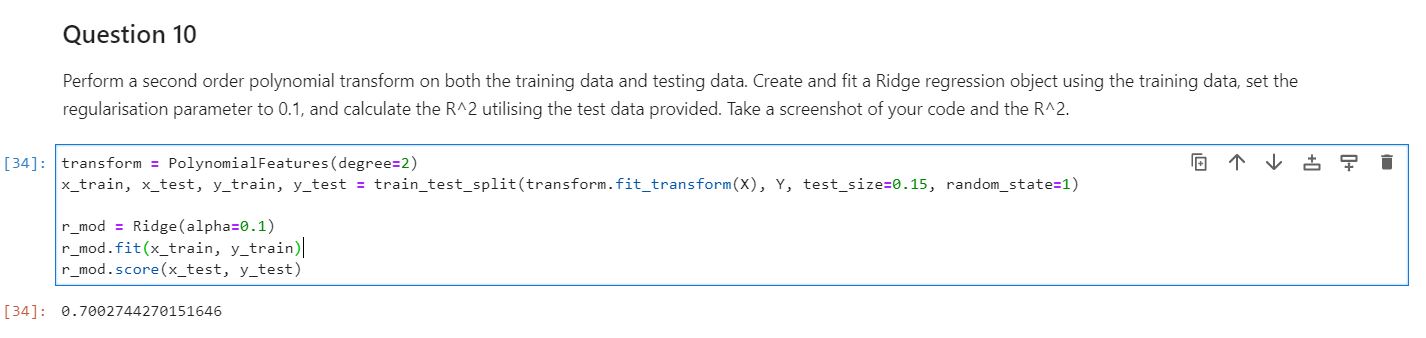 Question 10
Perform a second order polynomial transform on both the training data and testing data. Create and fit a Ridge regression object using the training data, set the
regularisation parameter to 0.1, and calculate the R^2 utilising the test data provided. Take a screenshot of your code and the R^2.
[34]: transform = PolynomialFeatures(degree=2)
x_train, x_test, y_train, y_test = train_test_split(transform.fit_transform(X), Y, test_size=0.15, random_state=1)
r_mod = Ridge(alpha=0.1)
r_mod.fit(x_train, y_train)
r_mod.score(x_test, y_test)
[34]: 0.7002744270151646